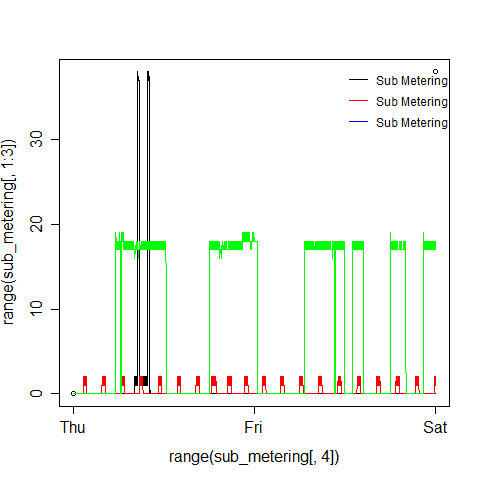 Sub Metering
Sub Metering
Sub Metering
range(sub_metering[, 1:3])
30
20
10
0
Thu Fri Sat
range(sub_metering[, 4])